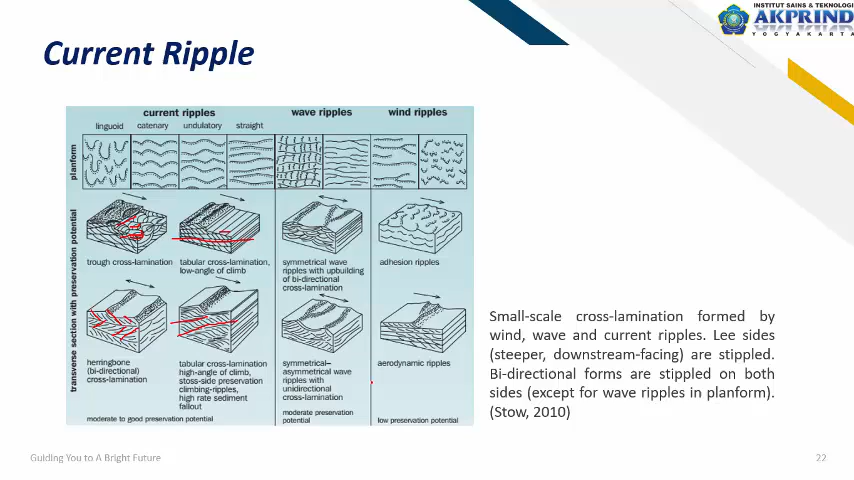 INSTITUT SAINS & TEKNOLOGI
AKPRIND
YOGYAKARTA
Current Ripple
current ripples wave ripples wind ripples
linguoid catenary undulatory straight
planform
transverse section with preservation potential
trough cross-lamination
tabular cross-lamination,
low-angle of climb
symmetrical wave
ripples with upbuilding
of bi-directional
cross-lamination
adhesion ripples
herringbone
(bi-directional)
cross-lamination
tabular cross-lamination
high-angle of climb,
stoss-side preservation
climbing-ripples,
high rate sediment
fallout
symmetrical–
asymmetrical wave
ripples with
unidirectional
cross-lamination
aerodynamic ripples
moderate to good preservation potential
moderate preservation
potential
low preservation potential
Small-scale cross-lamination formed by
wind, wave and current ripples. Lee sides
(steeper, downstream-facing) are stippled.
Bi-directional forms are stippled on both
sides (except for wave ripples in planform).
(Stow, 2010)
Guiding You to A Bright Future
22